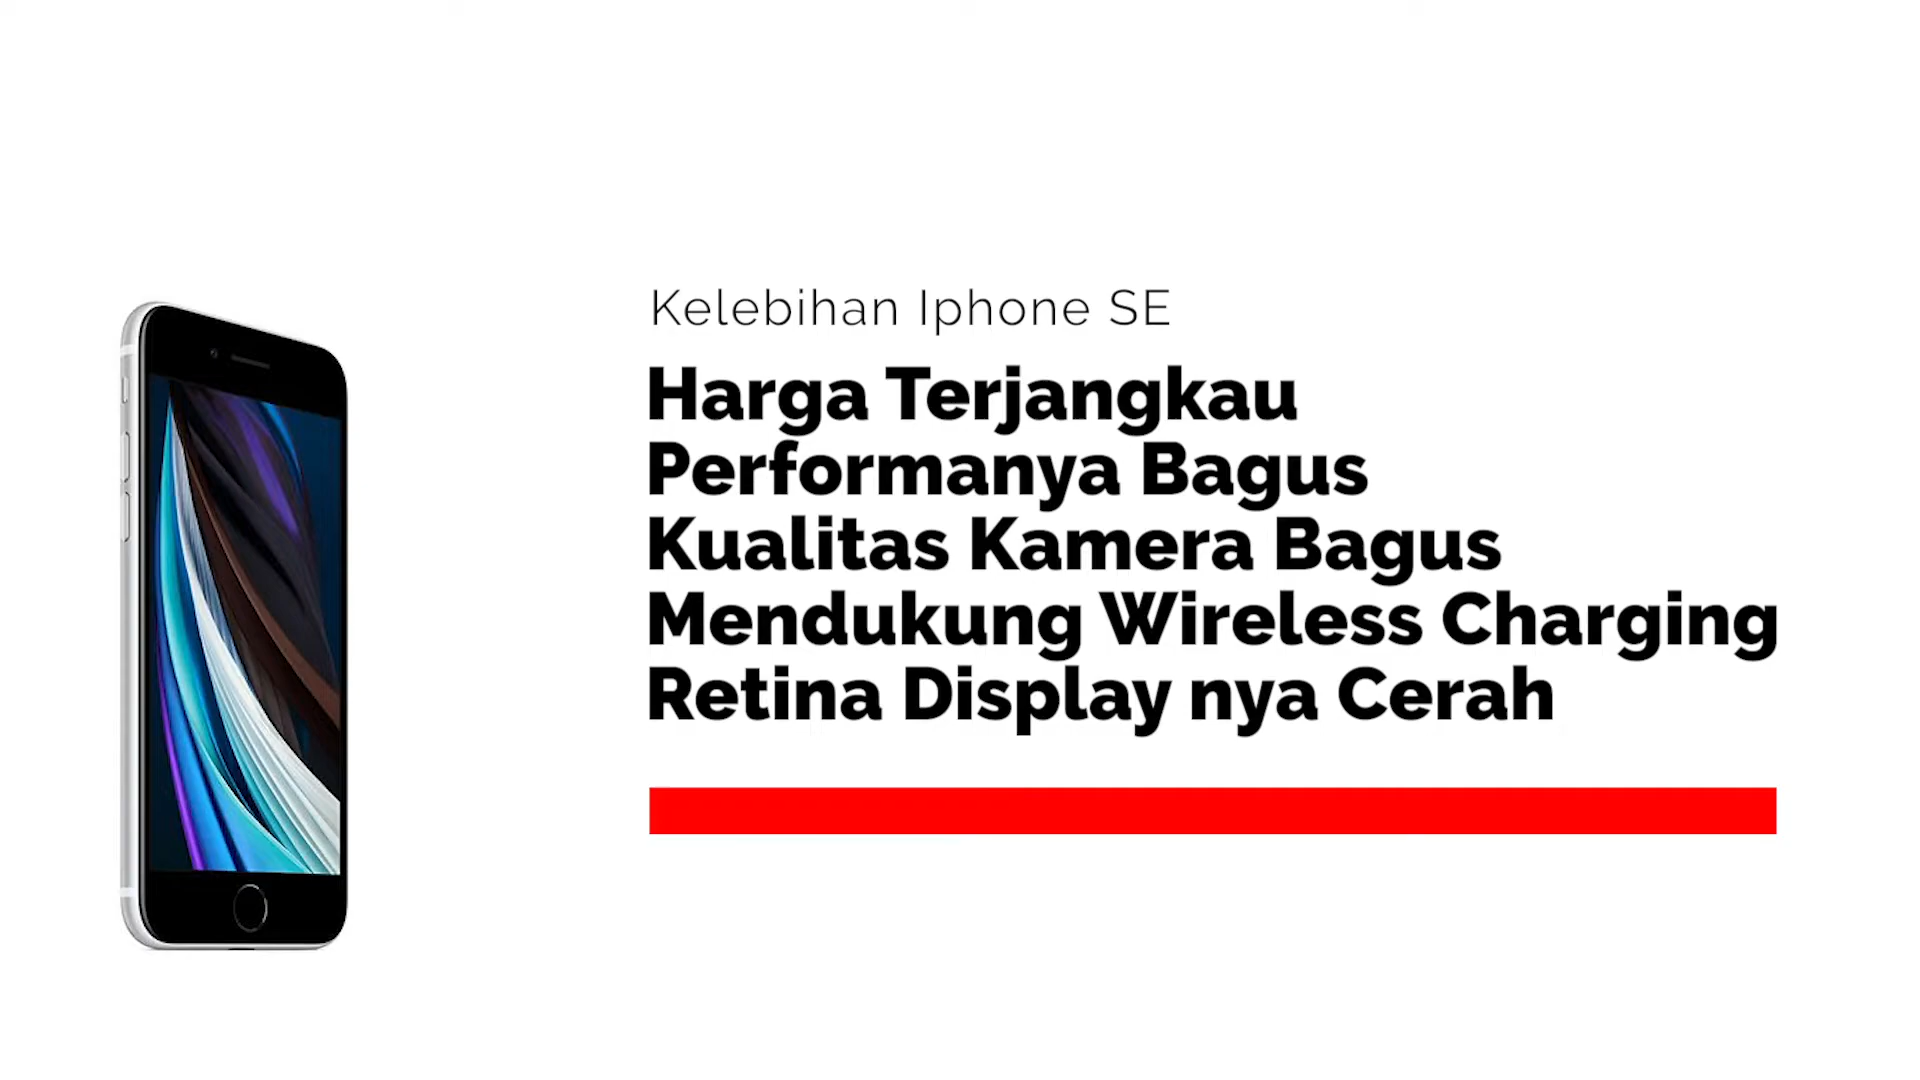 Kelebihan Iphone SE
Harga Terjangkau
Performanya Bagus
Kualitas Kamera Bagus
Mendukung Wireless Charging
Retina Display nya Cerah